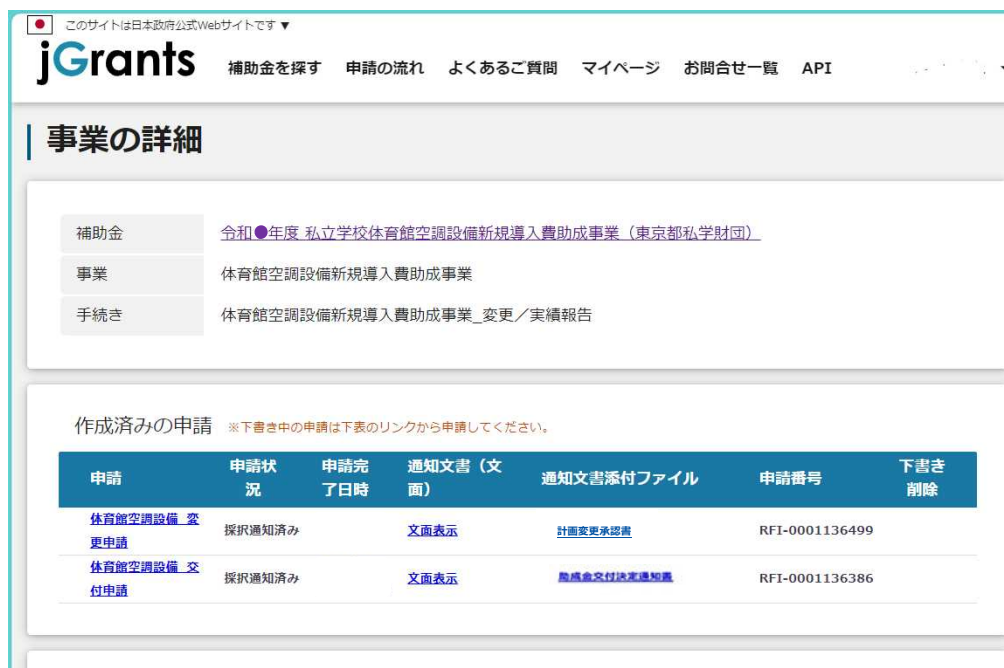 このサイトは日本政府公式Webサイトです ▼
jGrants 補助金を探す 申請の流れ よくあるご質問 マイページ お問合せ一覧 API
事業の詳細
補助金 令和●年度 私立学校体育館空調設備新規導入費助成事業（東京都私学財団）
事業 体育館空調設備新規導入費助成事業
手続き 体育館空調設備新規導入費助成事業_変更／実績報告
作成済みの申請 ※下書き中の申請は下表のリンクから申請してください。
申請 申請状況 申請完了日時 通知文書（文面） 通知文書添付ファイル 申請番号 下書き削除
体育館空調設備_変更申請 採択通知済み 文面表示 計画変更承認書 RFI-0001136499
体育館空調設備_交付申請 採択通知済み 文面表示 助成金交付決定通知書 RFI-0001136386